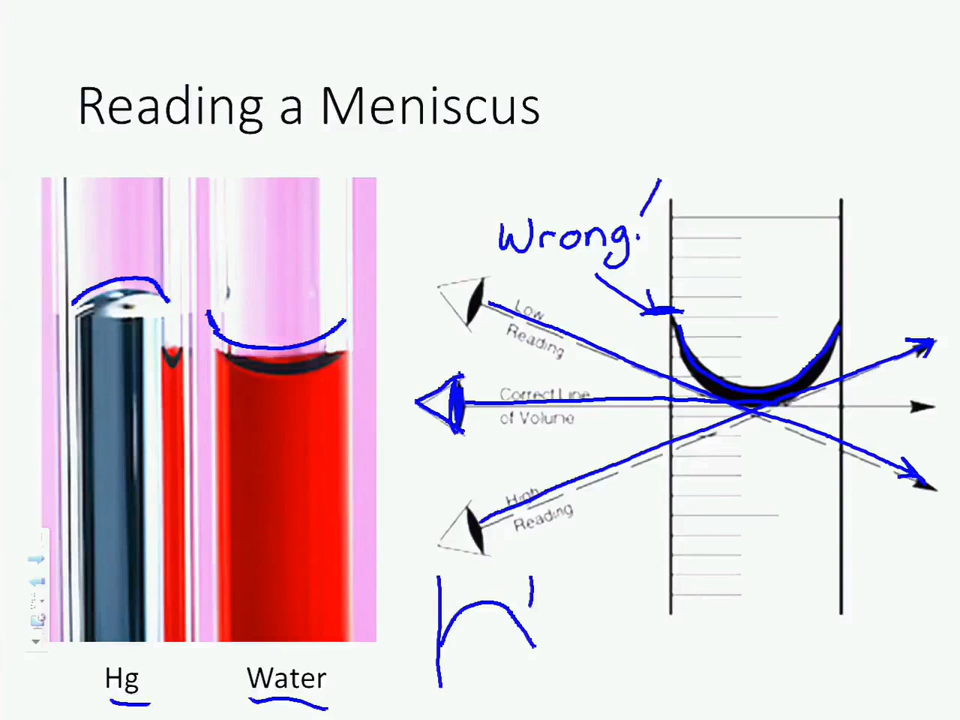 Reading a Meniscus
Wrong!
Low
Reading
Correct Line
of Volume
High
Reading
Hg
Water